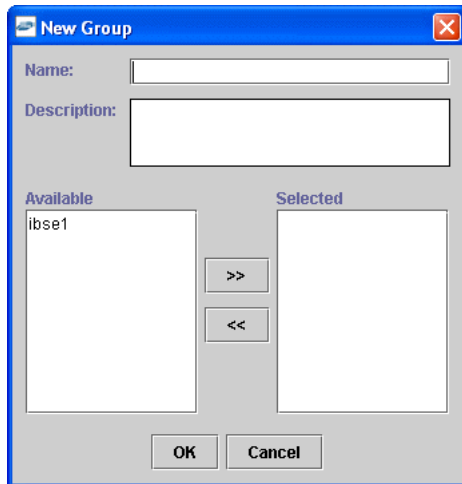 New Group
Name:
Description:
Available
Selected
ibse1
>>
<<
OK
Cancel